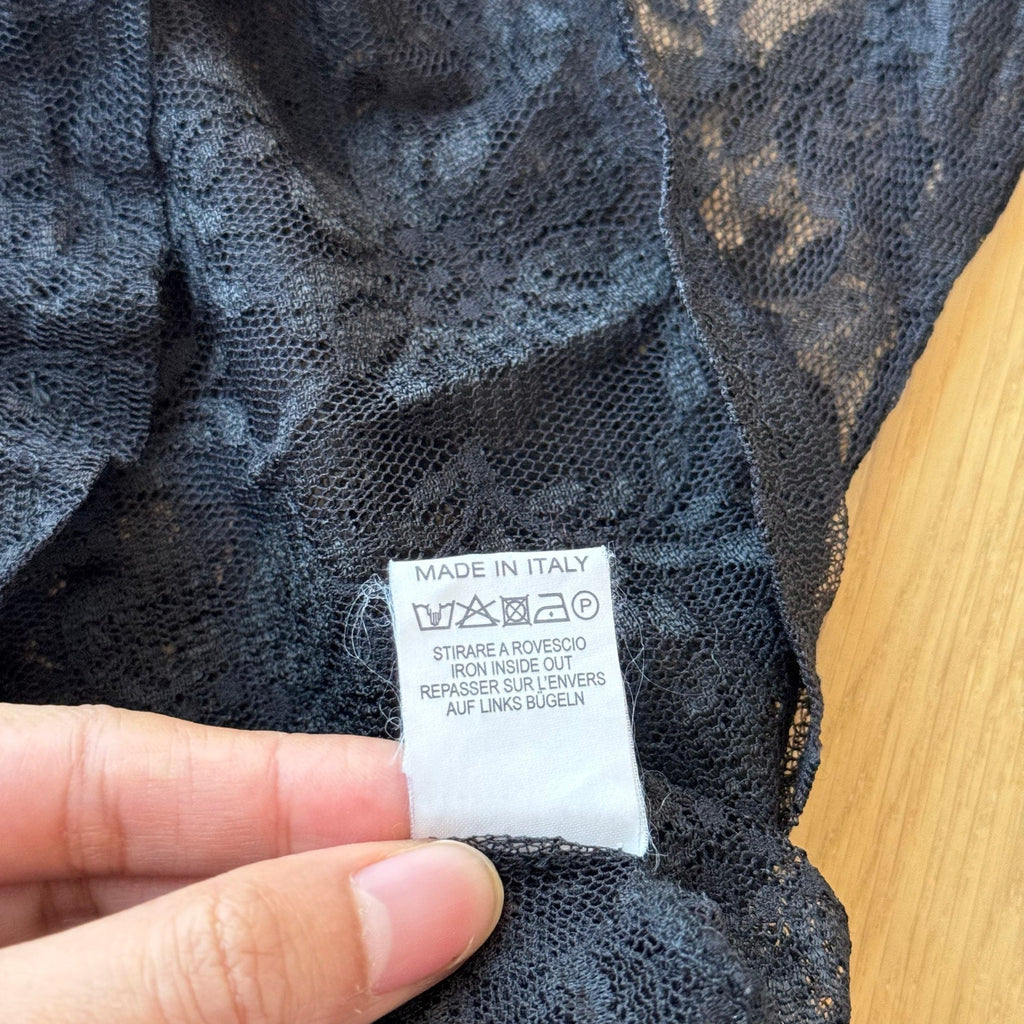 MADE IN ITALY
P
STIRARE A ROVESCIO
IRON INSIDE OUT
REPASSER SUR L'ENVERS
AUF LINKS BÜGELN